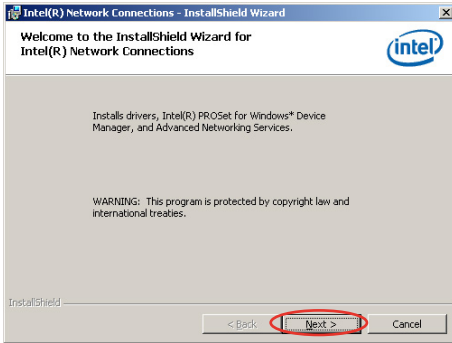 Intel(R) Network Connections - InstallShield Wizard
Welcome to the InstallShield Wizard for
Intel(R) Network Connections
intel
Installs drivers, Intel(R) PROSet for Windows* Device
Manager, and Advanced Networking Services.
WARNING: This program is protected by copyright law and
international treaties.
InstallShield
< Back Next > Cancel